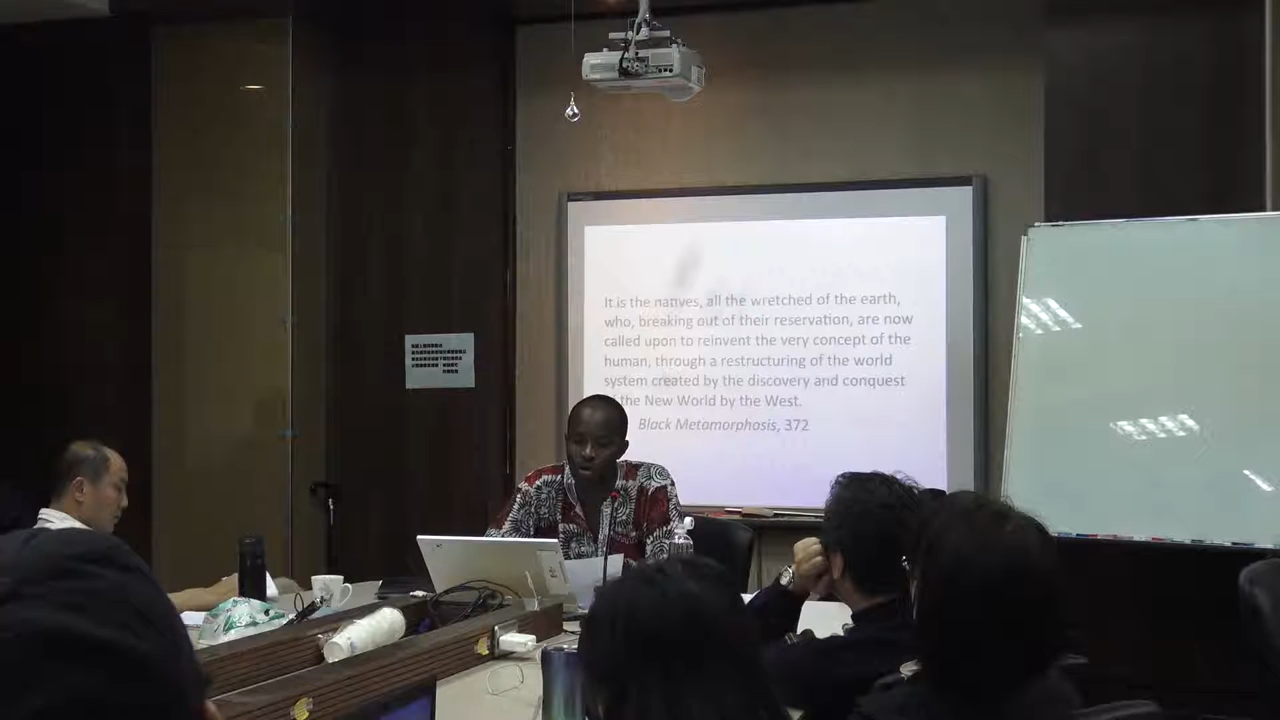 It is the natives, all the wretched of the earth,
who, breaking out of their reservation, are now
called upon to reinvent the very concept of the
human, through a restructuring of the world
system created by the discovery and conquest
of the New World by the West.
Black Metamorphosis, 372